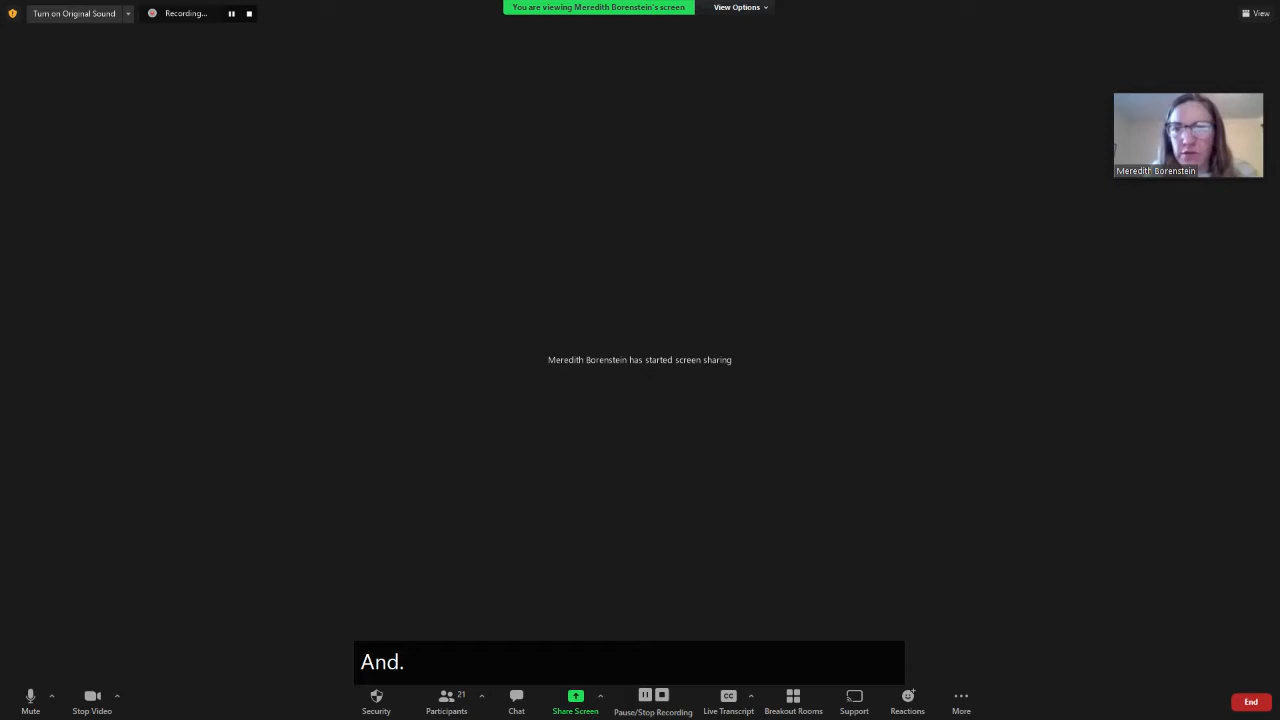 Turn on Original Sound
Recording...
You are viewing Meredith Borenstein's screen
View Options
View
Meredith Borenstein
Meredith Borenstein has started screen sharing
And.
Mute
Stop Video
Security
Participants
21
Chat
Share Screen
Pause/Stop Recording
Live Transcript
CC
Breakout Rooms
Support
Reactions
More
End